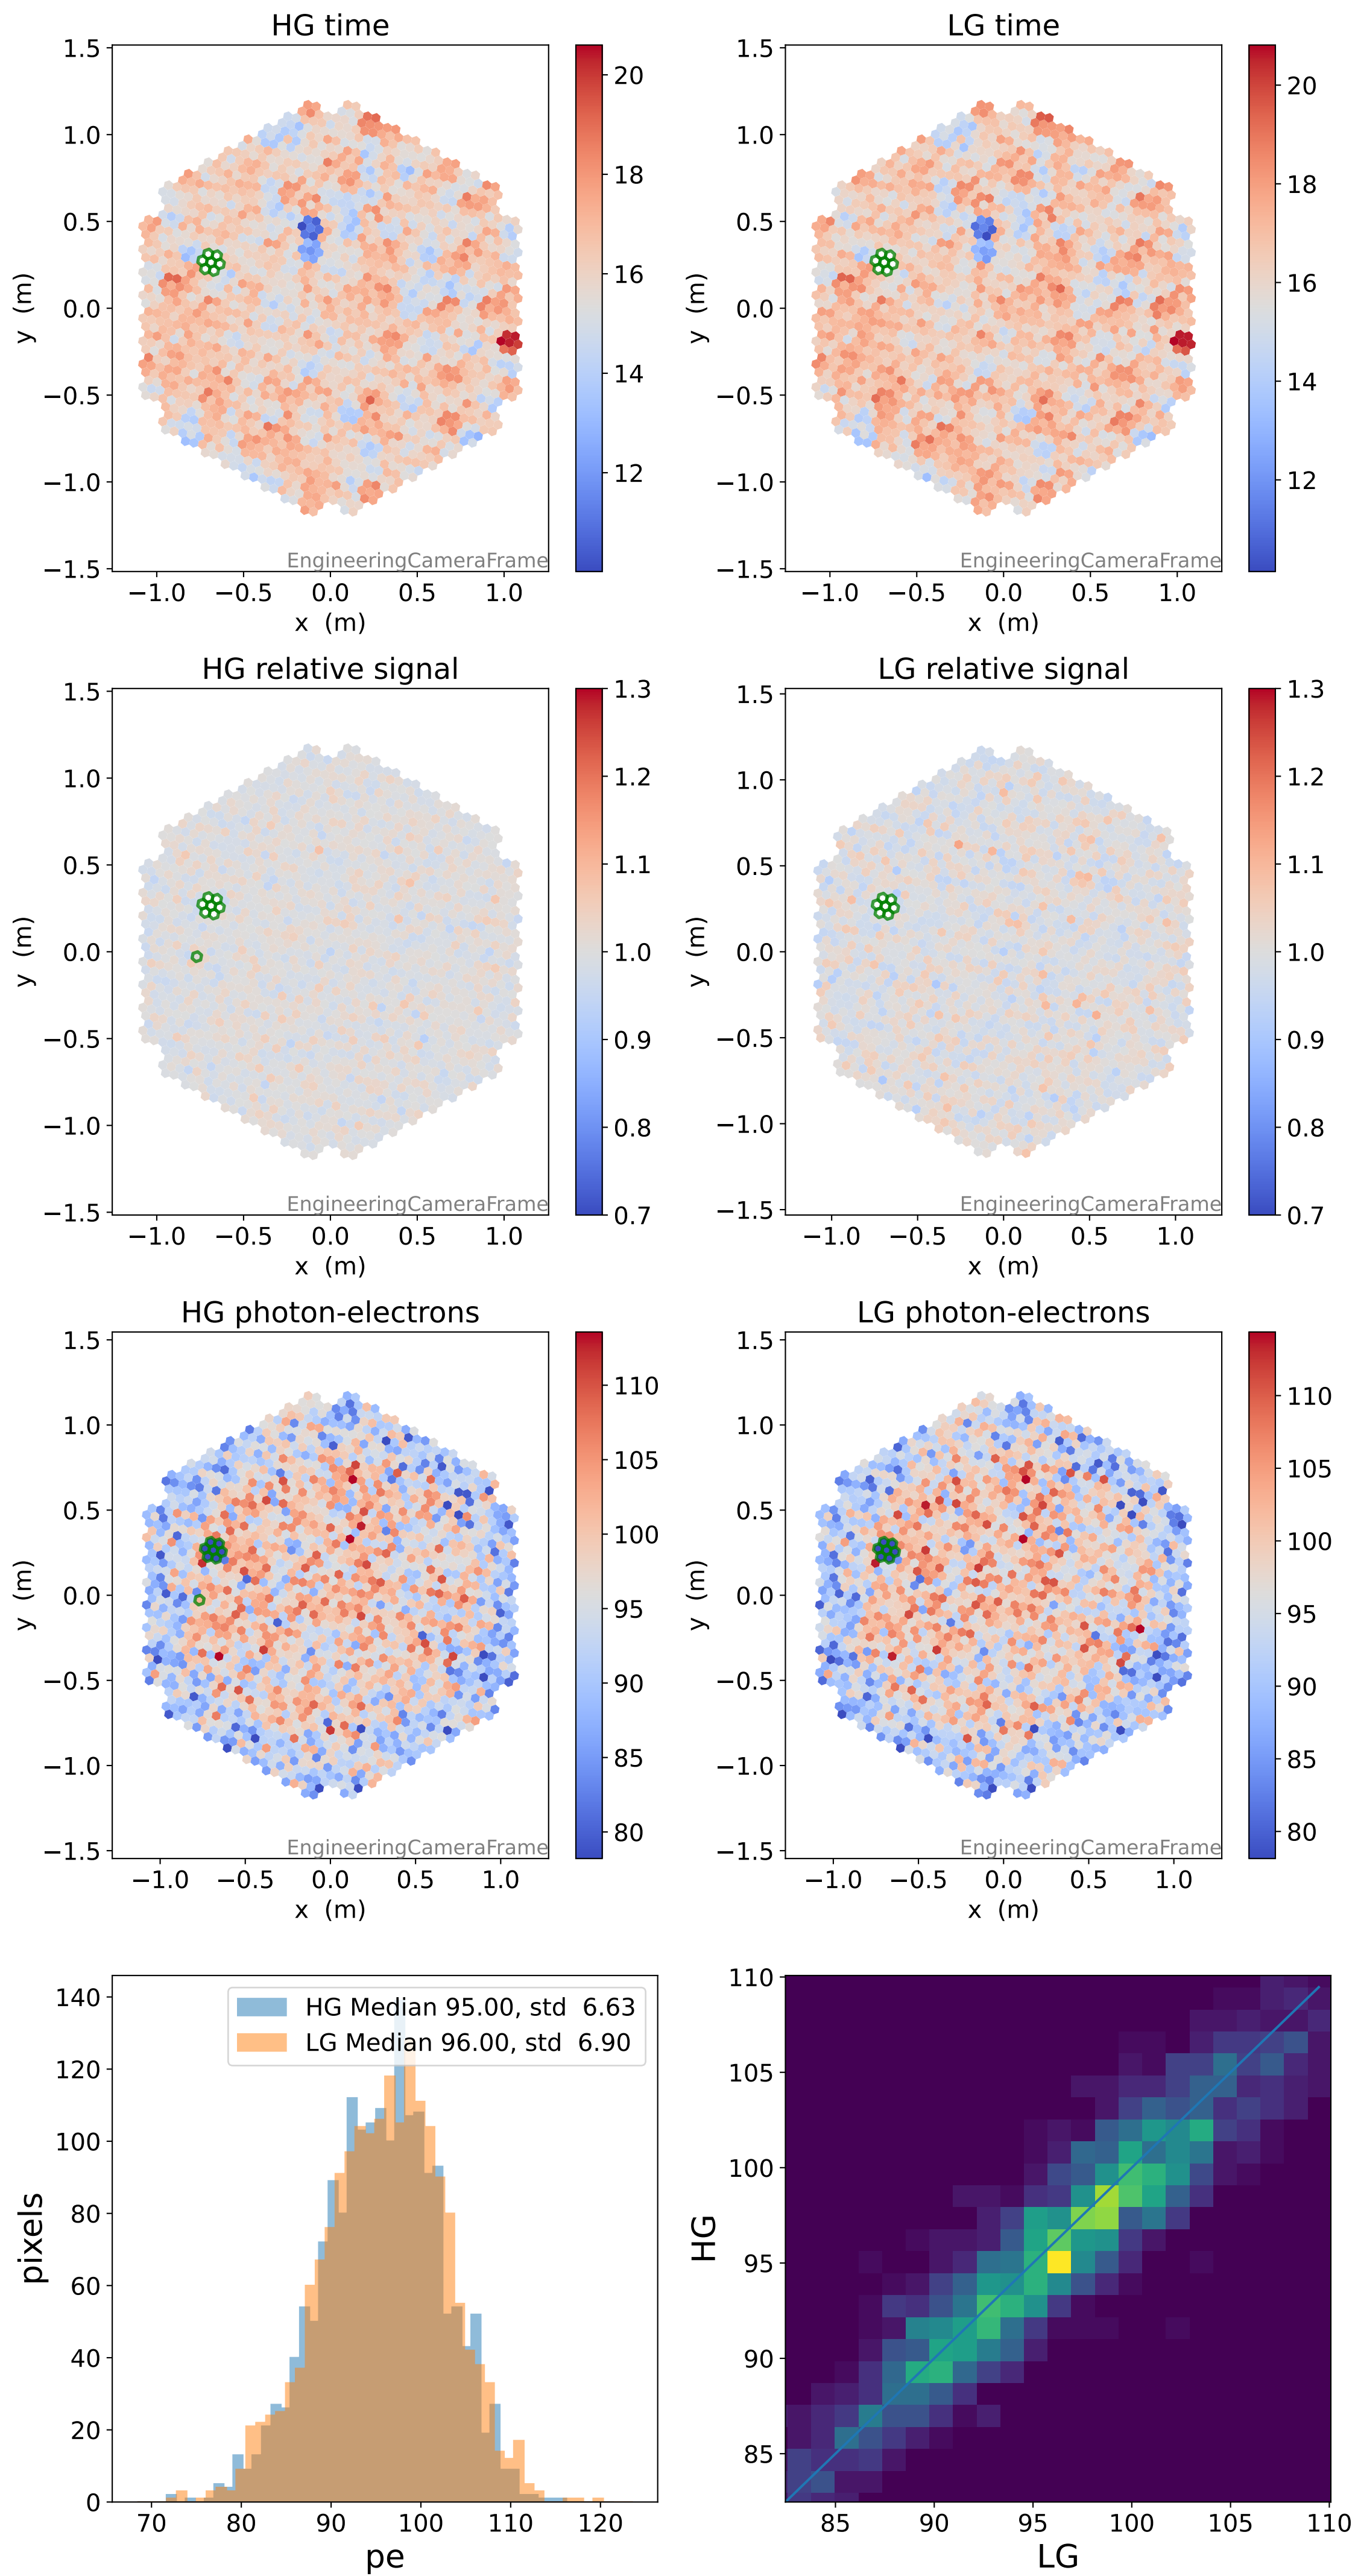 HG time
LG time
1.5
1.0
0.5
0.0
−0.5
−1.0
−1.5
y (m)
−1.0 −0.5 0.0 0.5 1.0
x (m)
EngineeringCameraFrame
20
18
16
14
12
1.5
1.0
0.5
0.0
−0.5
−1.0
−1.5
y (m)
−1.0 −0.5 0.0 0.5 1.0
x (m)
EngineeringCameraFrame
20
18
16
14
12
HG relative signal
LG relative signal
1.5
1.0
0.5
0.0
−0.5
−1.0
−1.5
y (m)
−1.0 −0.5 0.0 0.5 1.0
x (m)
EngineeringCameraFrame
1.3
1.2
1.1
1.0
0.9
0.8
0.7
1.5
1.0
0.5
0.0
−0.5
−1.0
−1.5
y (m)
−1.0 −0.5 0.0 0.5 1.0
x (m)
EngineeringCameraFrame
1.3
1.2
1.1
1.0
0.9
0.8
0.7
HG photon-electrons
LG photon-electrons
1.5
1.0
0.5
0.0
−0.5
−1.0
−1.5
y (m)
−1.0 −0.5 0.0 0.5 1.0
x (m)
EngineeringCameraFrame
110
105
100
95
90
85
80
1.5
1.0
0.5
0.0
−0.5
−1.0
−1.5
y (m)
−1.0 −0.5 0.0 0.5 1.0
x (m)
EngineeringCameraFrame
110
105
100
95
90
85
80
HG Median 95.00, std 6.63
LG Median 96.00, std 6.90
140
120
100
80
60
40
20
0
pixels
70 80 90 100 110 120
pe
110
105
100
95
90
85
HG
85 90 95 100 105 110
LG